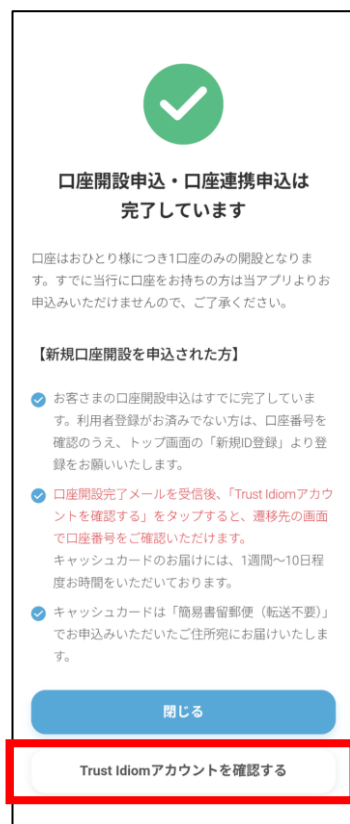 口座開設申込・口座連携申込は
完了しています
口座はおひとり様につき1口座のみの開設となりま
す。すでに当行に口座をお持ちの方は当アプリよりお
申込みいただけませんので、ご了承ください。
【新規口座開設を申込された方】
お客さまの口座開設申込はすでに完了していま
す。利用者登録がお済みでない方は、口座番号を
確認のうえ、トップ画面の「新規ID登録」より登
録をお願いいたします。
口座開設完了メールを受信後、「Trust Idiomアカウ
ントを確認する」をタップすると、遷移先の画面
で口座番号をご確認いただけます。
キャッシュカードのお届けには、1週間〜10日程
度お時間をいただいております。
キャッシュカードは「簡易書留郵便（転送不要）」
でお申込みいただいたご住所宛にお届けいたしま
す。
閉じる
Trust Idiomアカウントを確認する